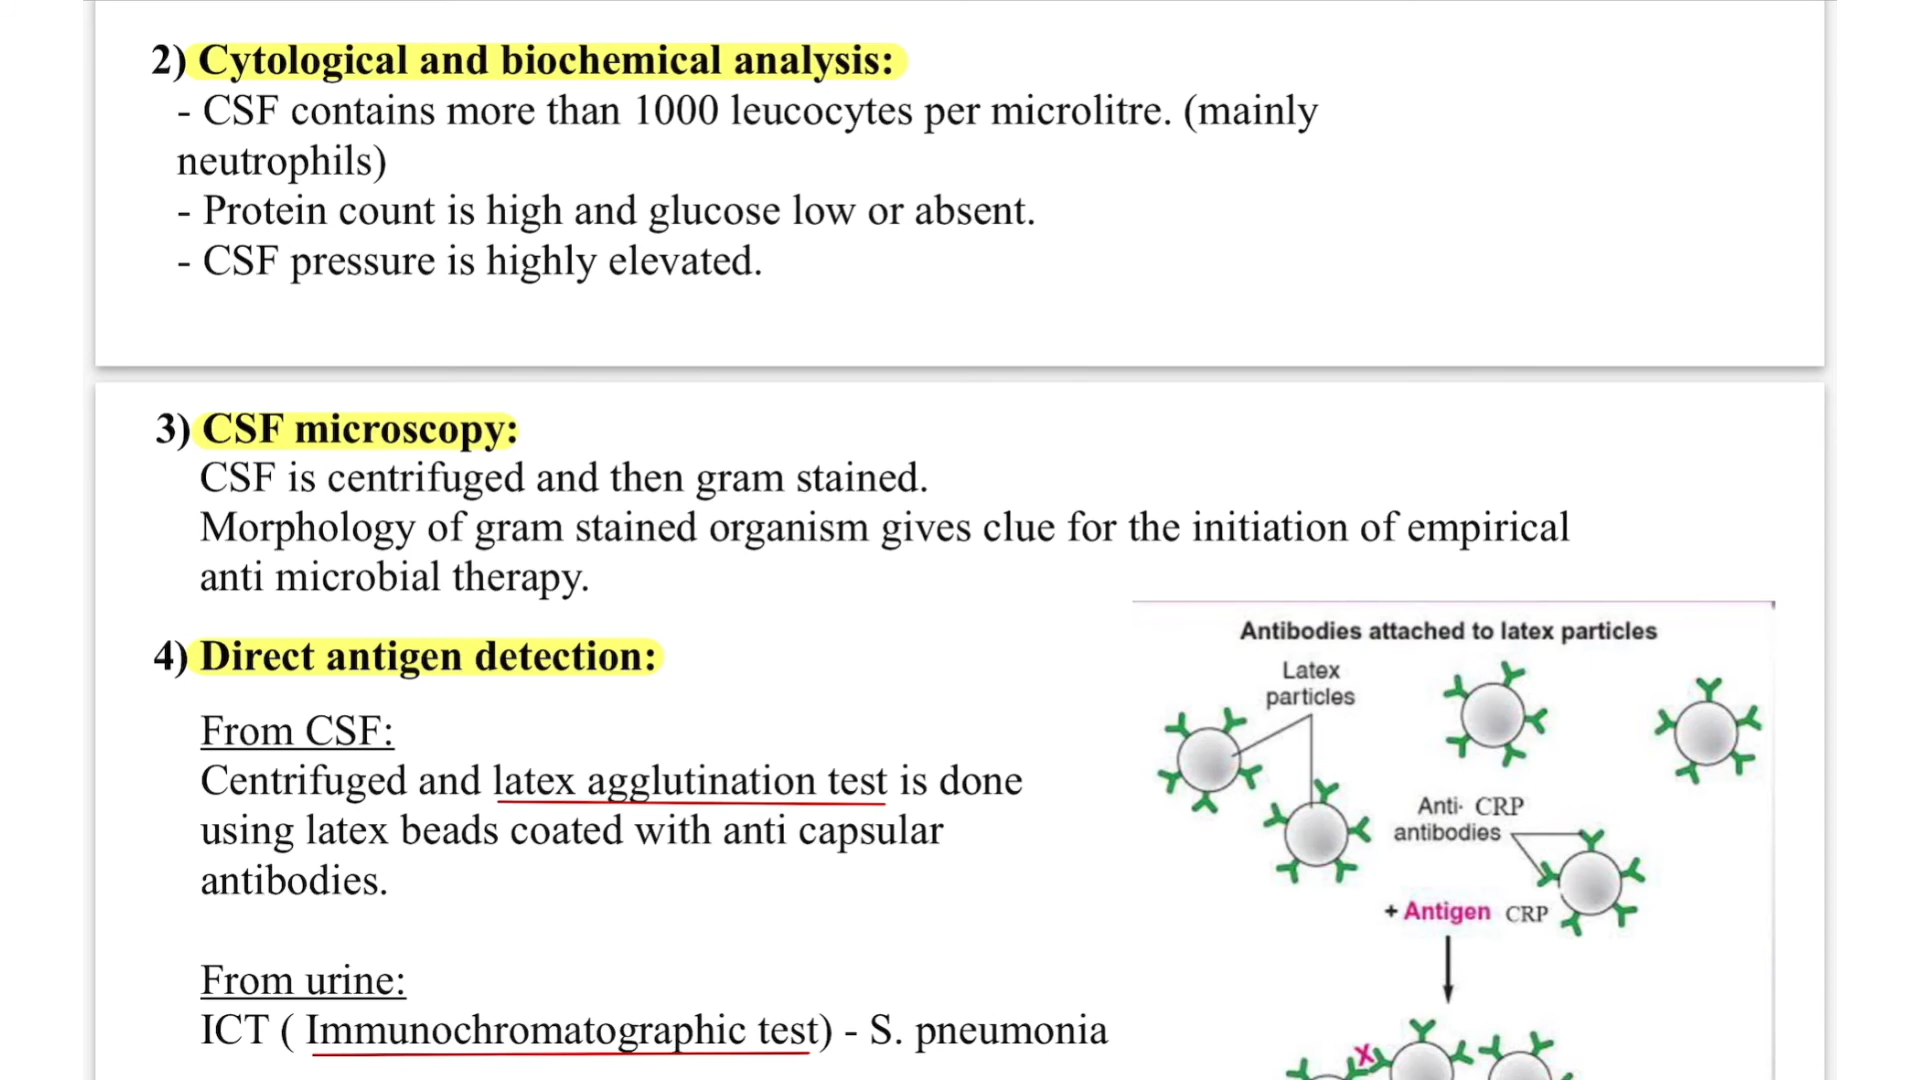 2) Cytological and biochemical analysis:
- CSF contains more than 1000 leucocytes per microlitre. (mainly
neutrophils)
- Protein count is high and glucose low or absent.
- CSF pressure is highly elevated.
3) CSF microscopy:
CSF is centrifuged and then gram stained.
Morphology of gram stained organism gives clue for the initiation of empirical
anti microbial therapy.
4) Direct antigen detection:
From CSF:
Centrifuged and latex agglutination test is done
using latex beads coated with anti capsular
antibodies.
From urine:
ICT ( Immunochromatographic test) - S. pneumonia
Antibodies attached to latex particles
Latex
particles
Anti- CRP
antibodies
+ Antigen CRP